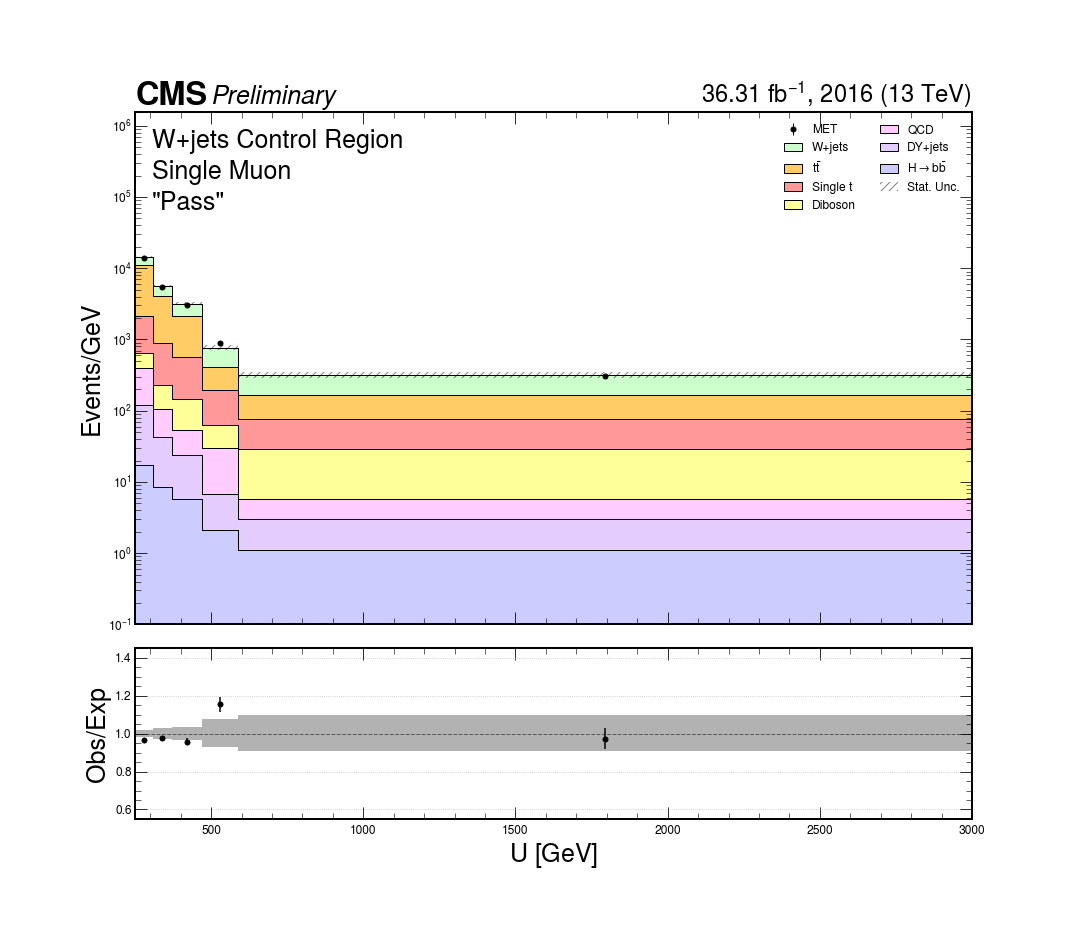 CMS Preliminary 36.31 fb⁻¹, 2016 (13 TeV)
W+jets Control Region
Single Muon
"Pass"
MET
W+jets
tt̄
Single t
Diboson
QCD
DY+jets
H→bb̄
Stat. Unc.
Events/GeV
10⁶
10⁵
10⁴
10³
10²
10¹
10⁰
10⁻¹
Obs/Exp
1.4
1.2
1.0
0.8
0.6
500 1000 1500 2000 2500 3000
U [GeV]